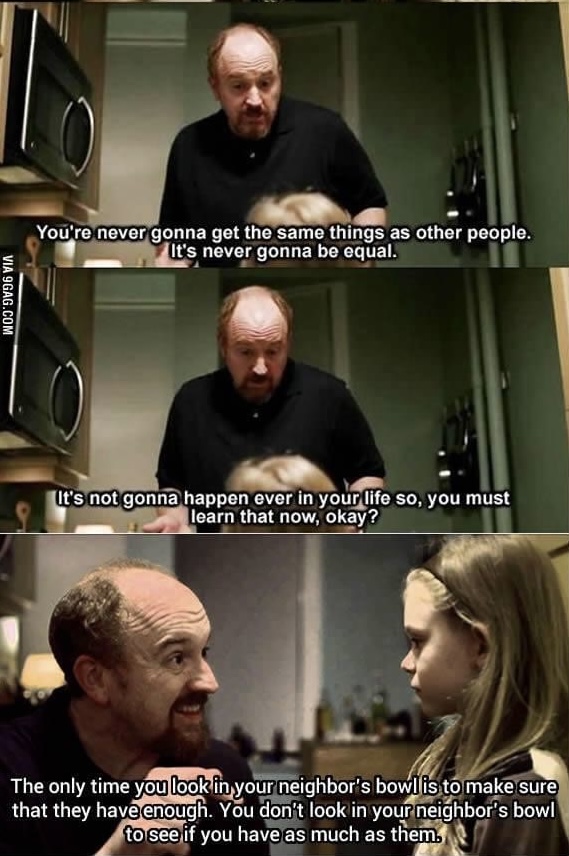 You're never gonna get the same things as other people.
It's never gonna be equal.
VIA 9GAG.COM
It's not gonna happen ever in your life so, you must
learn that now, okay?
The only time you look in your neighbor's bowl is to make sure
that they have enough. You don't look in your neighbor's bowl
to see if you have as much as them.